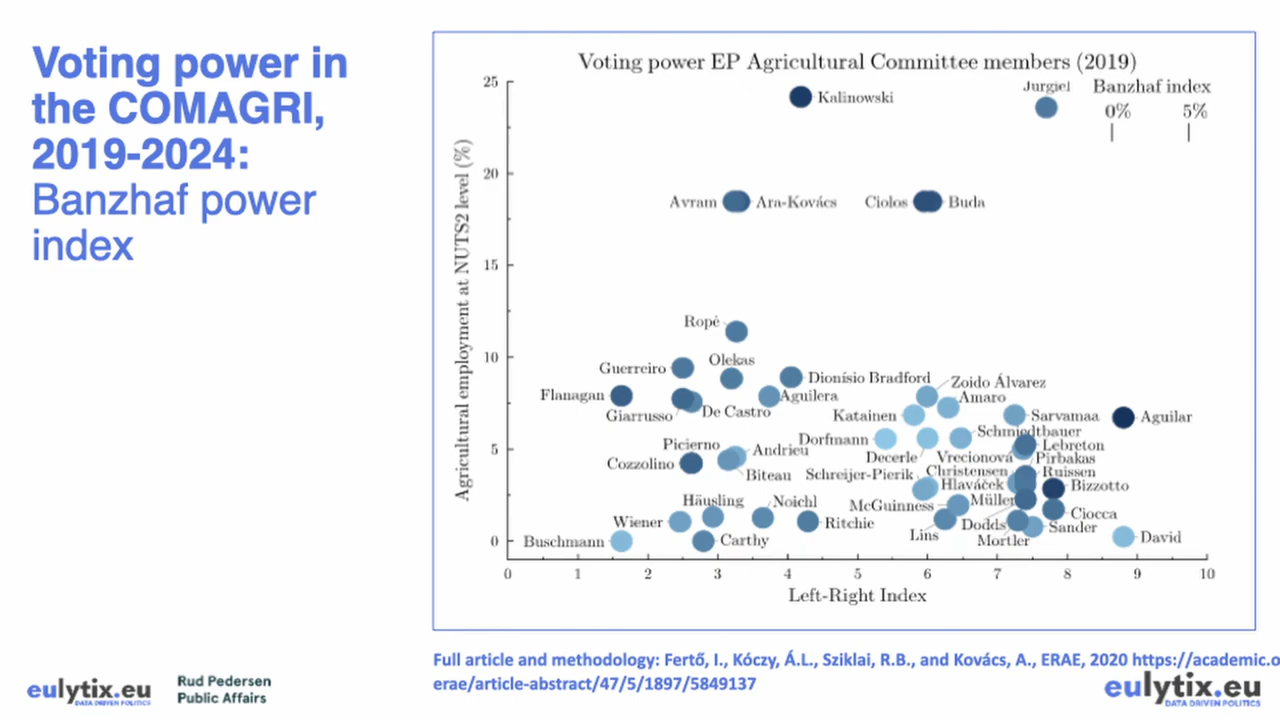 Voting power in
the COMAGRI,
2019-2024:
Banzhaf power
index
Voting power EP Agricultural Committee members (2019)
Banzhaf index
0% 5%
Agricultural employment at NUTS2 level (%)
25
20
15
10
5
0
Jurgiel
Kalinowski
Avram Ara-Kovács Ciolos Buda
Ropė
Olekas
Guerreiro
Dionísio Bradford Zoido Álvarez
Flanagan Aguilera Amaro
Giarrusso De Castro Katainen Sarvamaa Aguilar
Dorfmann Schmiedtbauer
Picierno Andrieu Lebreton
Decerle Vrecionová Pirbakas
Cozzolino Biteau Schreijer-Pierik Christensen Ruissen
Hlaváček Bizzotto
Häusling Noichl McGuinness Müller
Ciocca
Wiener Ritchie Dodds Sander
Lins Mortler
Buschmann Carthy David
0 1 2 3 4 5 6 7 8 9 10
Left-Right Index
Full article and methodology: Fertő, I., Kóczy, Á.L., Sziklai, R.B., and Kovács, A., ERAE, 2020 https://academic.o
erae/article-abstract/47/5/1897/5849137
eulytix.eu
DATA DRIVEN POLITICS
Rud Pedersen
Public Affairs
eulytix.eu
DATA DRIVEN POLITICS